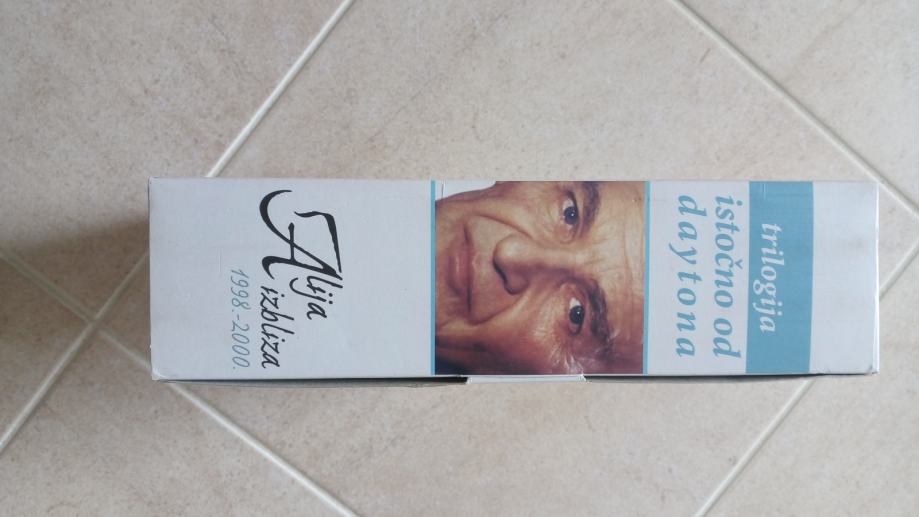 trilogija
istočno od
daytona
Alija
izbliza
1998.-2000.